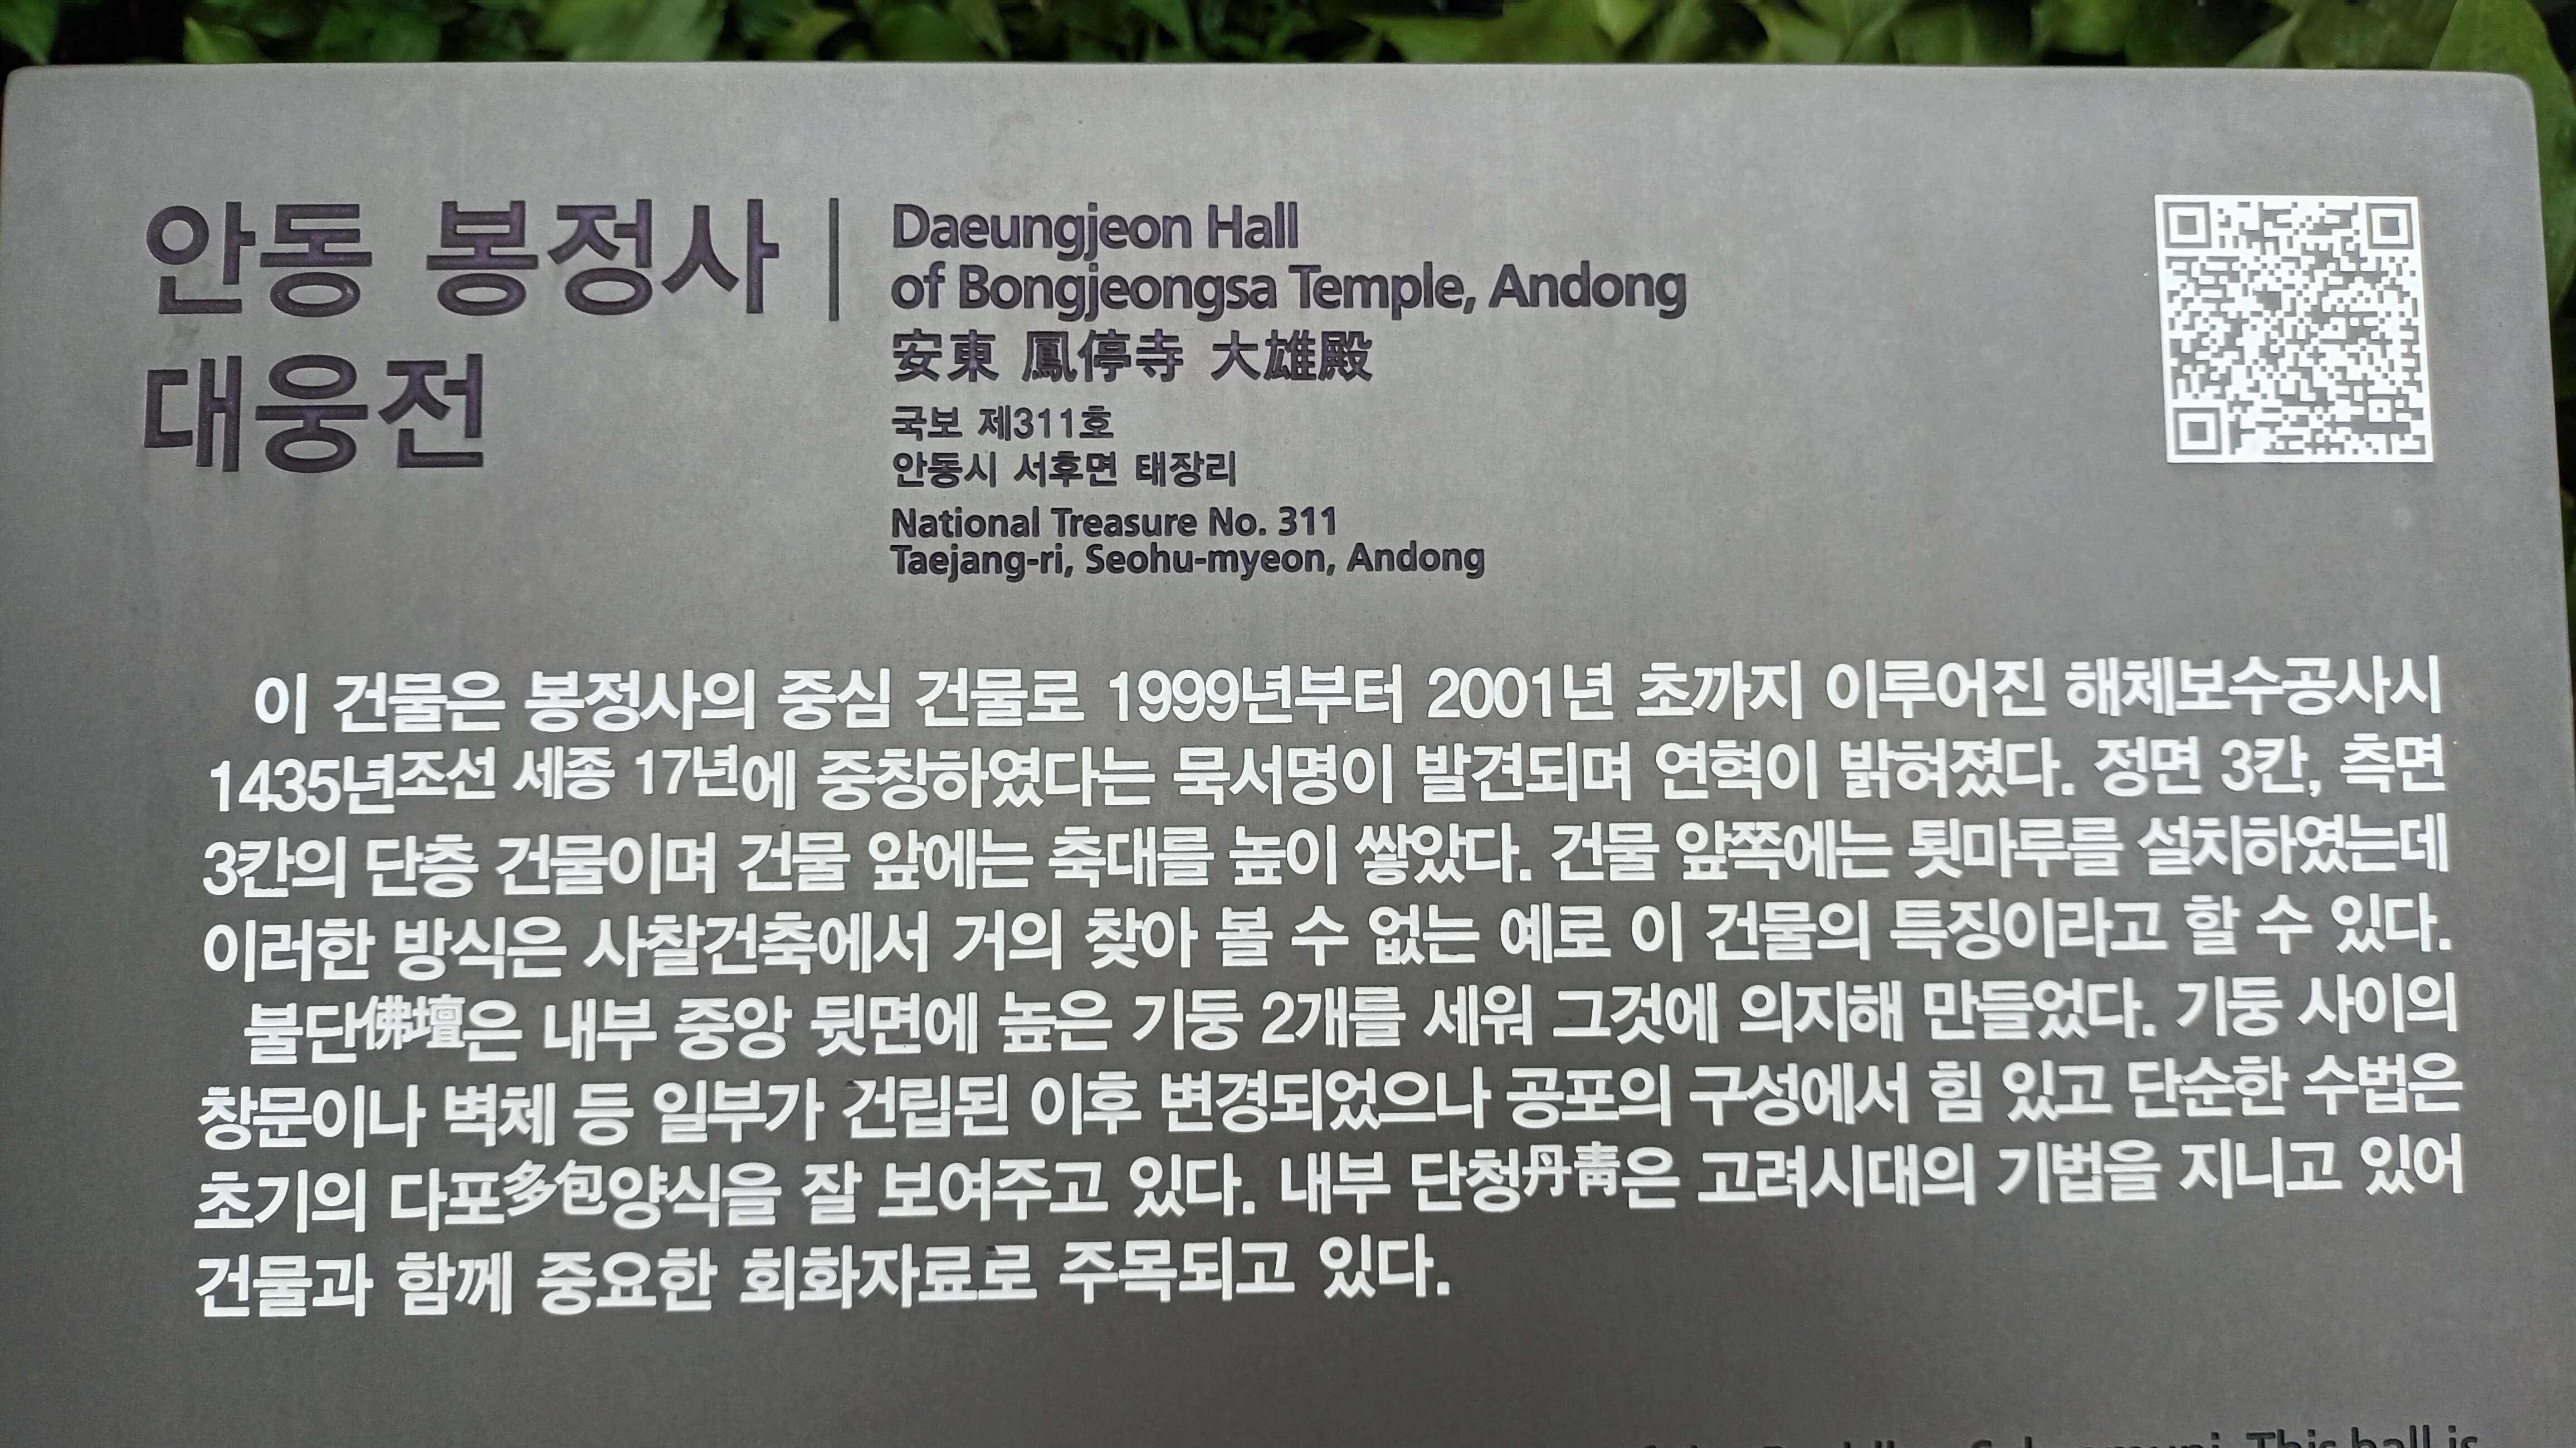 안동 봉정사
대웅전
Daeungjeon Hall
of Bongjeongsa Temple, Andong
安東 鳳停寺 大雄殿
국보 제311호
안동시 서후면 태장리
National Treasure No. 311
Taejang-ri, Seohu-myeon, Andong
이 건물은 봉정사의 중심 건물로 1999년부터 2001년 초까지 이루어진 해체보수공사시
1435년조선 세종 17년에 중창하였다는 묵서명이 발견되며 연혁이 밝혀졌다. 정면 3칸, 측면
3칸의 단층 건물이며 건물 앞에는 축대를 높이 쌓았다. 건물 앞쪽에는 툇마루를 설치하였는데
이러한 방식은 사찰건축에서 거의 찾아 볼 수 없는 예로 이 건물의 특징이라고 할 수 있다.
불단佛壇은 내부 중앙 뒷면에 높은 기둥 2개를 세워 그것에 의지해 만들었다. 기둥 사이의
창문이나 벽체 등 일부가 건립된 이후 변경되었으나 공포의 구성에서 힘 있고 단순한 수법은
초기의 다포多包양식을 잘 보여주고 있다. 내부 단청丹靑은 고려시대의 기법을 지니고 있어
건물과 함께 중요한 회화자료로 주목되고 있다.
This hall is